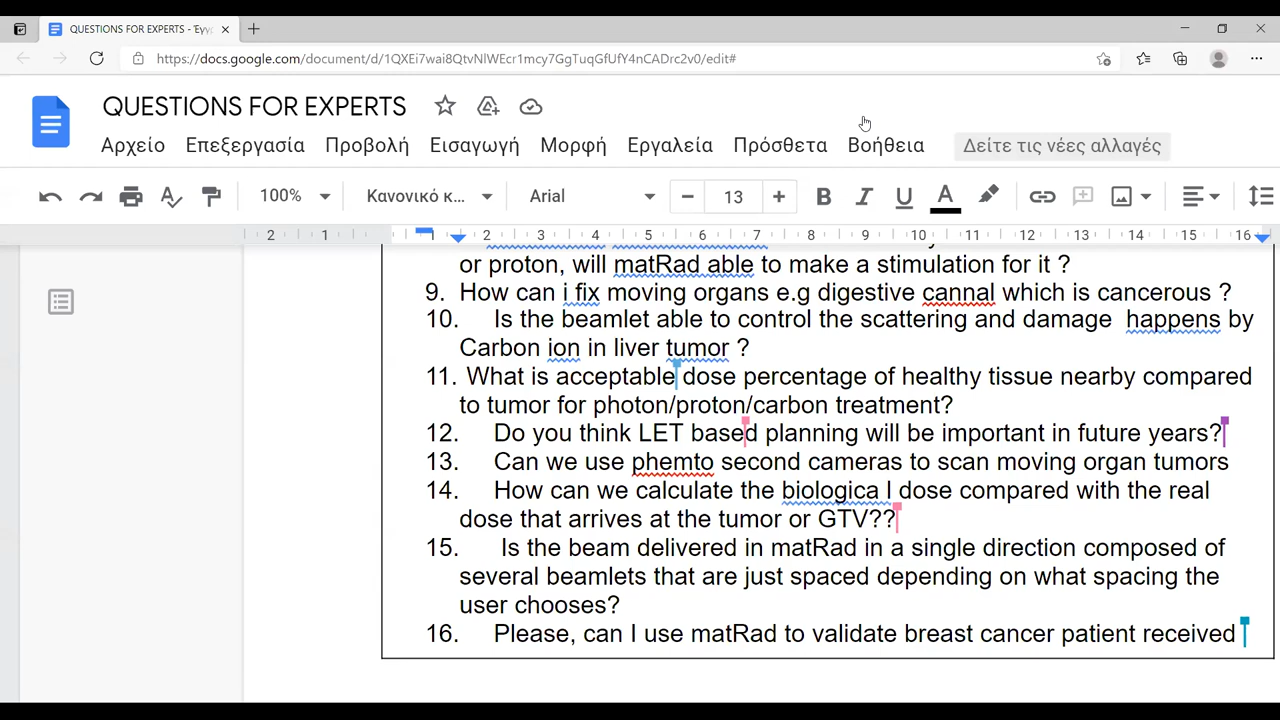 QUESTIONS FOR EXPERTS - Έγγ
https://docs.google.com/document/d/1QXEi7wai8QtvNlWEcr1mcy7GgTuqGfUfY4nCADrc2v0/edit#
QUESTIONS FOR EXPERTS
Αρχείο Επεξεργασία Προβολή Εισαγωγή Μορφή Εργαλεία Πρόσθετα Βοήθεια Δείτε τις νέες αλλαγές
100% Κανονικό κ... Arial 13 B I U A
2 1 1 2 3 4 5 6 7 8 9 10 11 12 13 14 15 16
or proton, will matRad able to make a stimulation for it ?
9. How can i fix moving organs e.g digestive cannal which is cancerous ?
10. Is the beamlet able to control the scattering and damage happens by
Carbon ion in liver tumor ?
11. What is acceptable dose percentage of healthy tissue nearby compared
to tumor for photon/proton/carbon treatment?
12. Do you think LET based planning will be important in future years?
13. Can we use phemto second cameras to scan moving organ tumors
14. How can we calculate the biologica l dose compared with the real
dose that arrives at the tumor or GTV??
15. Is the beam delivered in matRad in a single direction composed of
several beamlets that are just spaced depending on what spacing the
user chooses?
16. Please, can I use matRad to validate breast cancer patient received